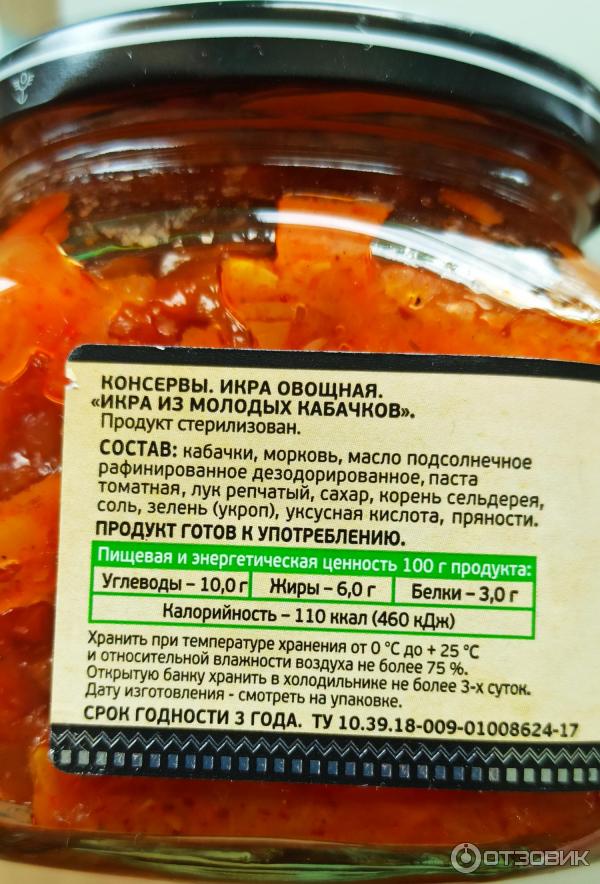 КОНСЕРВЫ. ИКРА ОВОЩНАЯ.
«ИКРА ИЗ МОЛОДЫХ КАБАЧКОВ».
Продукт стерилизован.
СОСТАВ: кабачки, морковь, масло подсолнечное
рафинированное дезодорированное, паста
томатная, лук репчатый, сахар, корень сельдерея,
соль, зелень (укроп), уксусная кислота, пряности.
ПРОДУКТ ГОТОВ К УПОТРЕБЛЕНИЮ.
Пищевая и энергетическая ценность 100 г продукта:
Углеводы – 10,0 г Жиры – 6,0 г Белки – 3,0 г
Калорийность – 110 ккал (460 кДж)
Хранить при температуре хранения от 0 °С до + 25 °С
и относительной влажности воздуха не более 75 %.
Открытую банку хранить в холодильнике не более 3-х суток.
Дату изготовления - смотреть на упаковке.
СРОК ГОДНОСТИ 3 ГОДА. ТУ 10.39.18-009-01008624-17
ОТЗОВИК